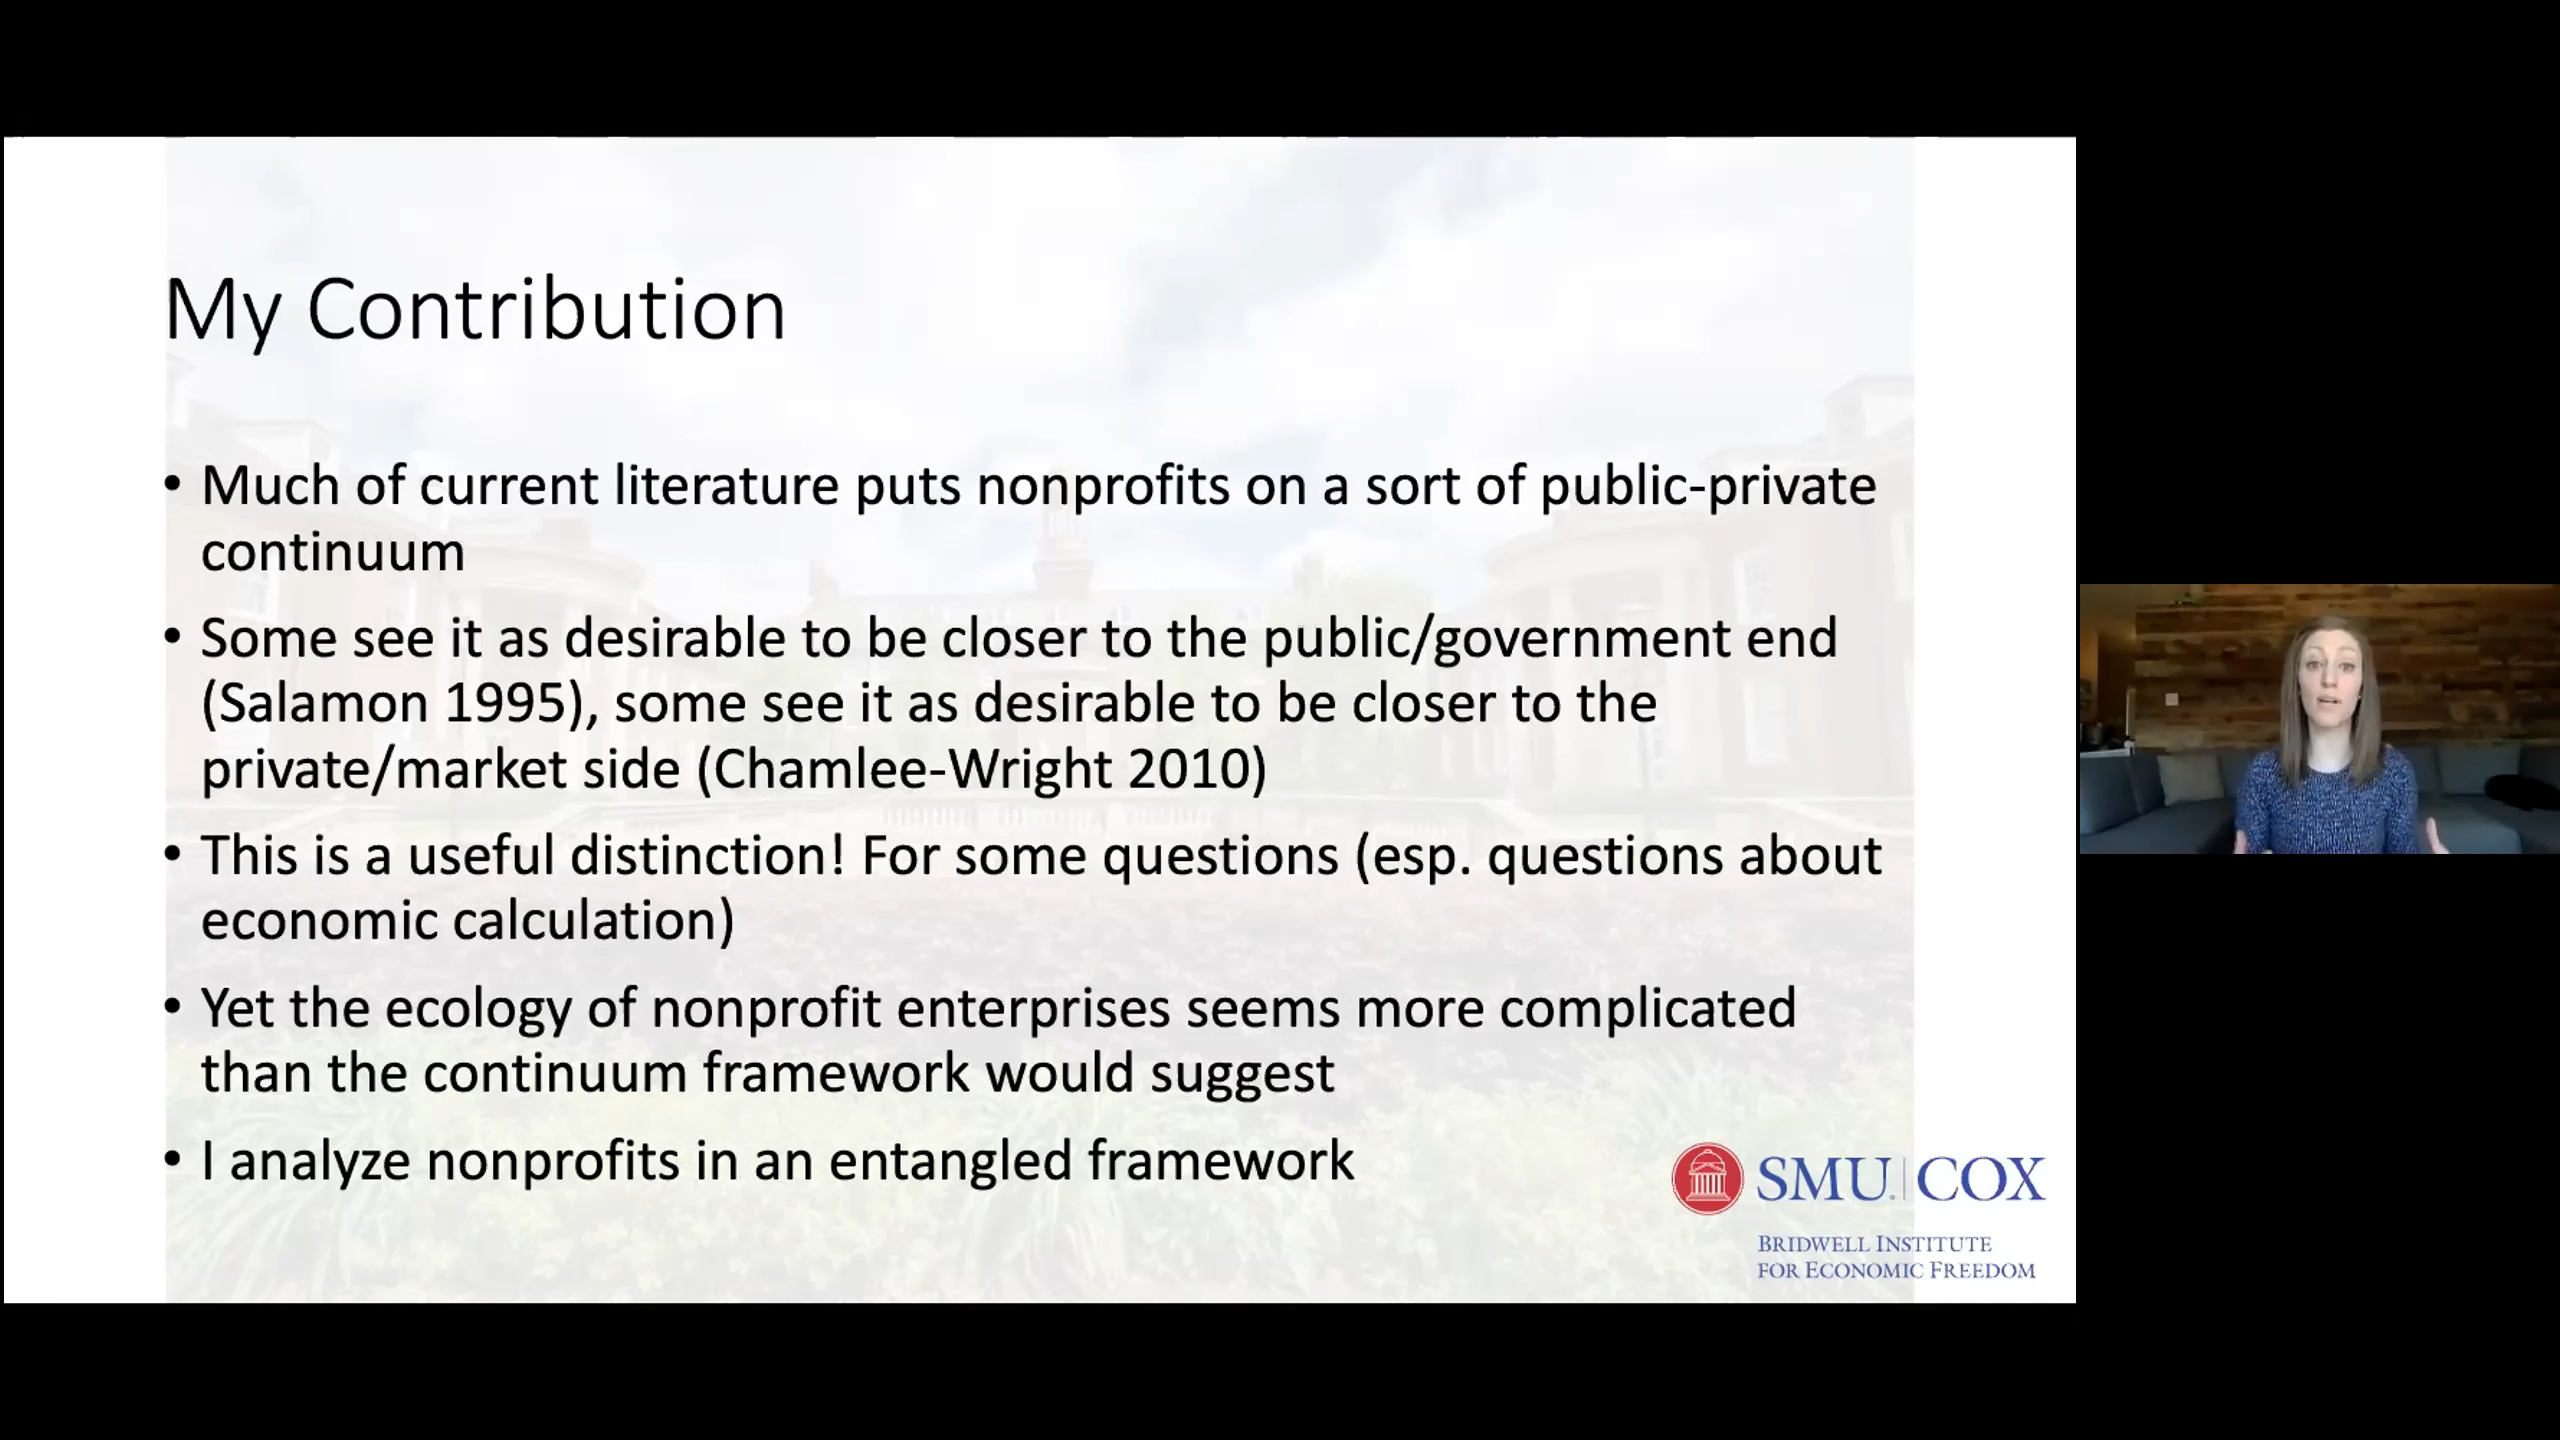 My Contribution
• Much of current literature puts nonprofits on a sort of public-private
continuum
• Some see it as desirable to be closer to the public/government end
(Salamon 1995), some see it as desirable to be closer to the
private/market side (Chamlee-Wright 2010)
• This is a useful distinction! For some questions (esp. questions about
economic calculation)
• Yet the ecology of nonprofit enterprises seems more complicated
than the continuum framework would suggest
• I analyze nonprofits in an entangled framework
SMU. | COX
BRIDWELL INSTITUTE
FOR ECONOMIC FREEDOM